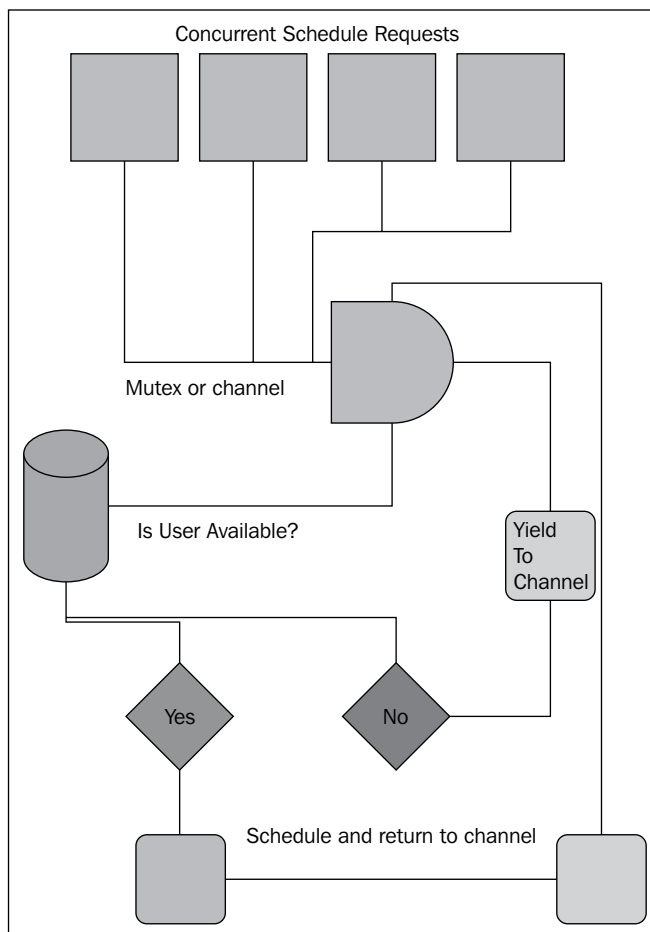 Concurrent Schedule Requests
Mutex or channel
Is User Available?
Yield
To
Channel
Yes
No
Schedule and return to channel